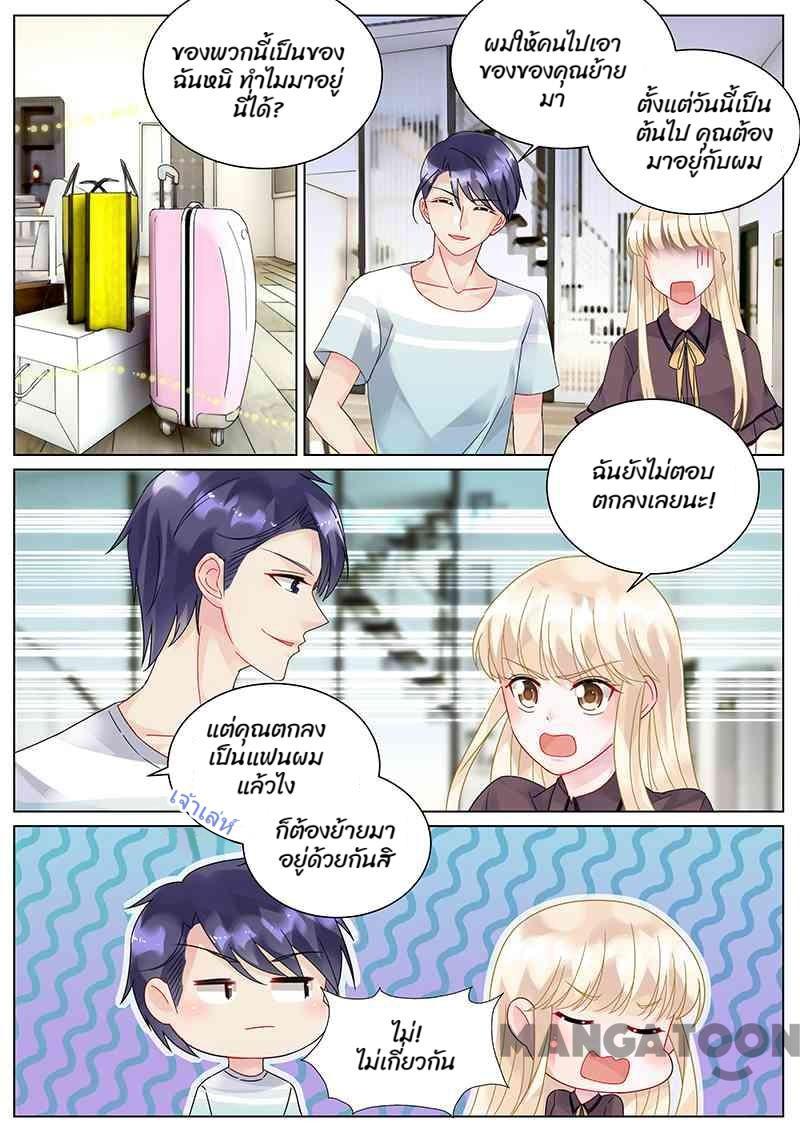 ของพวกนี้เป็นของ
ฉันหนิ ทำไมมาอยู่
นี่ได้?
ผมให้คนไปเอา
ของของคุณย้าย
มา
ตั้งแต่วันนี้เป็น
ต้นไป คุณต้อง
มาอยู่กับผม
ฉันยังไม่ตอบ
ตกลงเลยนะ!
แต่คุณตกลง
เป็นแฟนผม
แล้วไง
เจ้าเล่ห์
ก็ต้องย้ายมา
อยู่ด้วยกันสิ
ไม่!
ไม่เกี่ยวกัน
MANGATOON